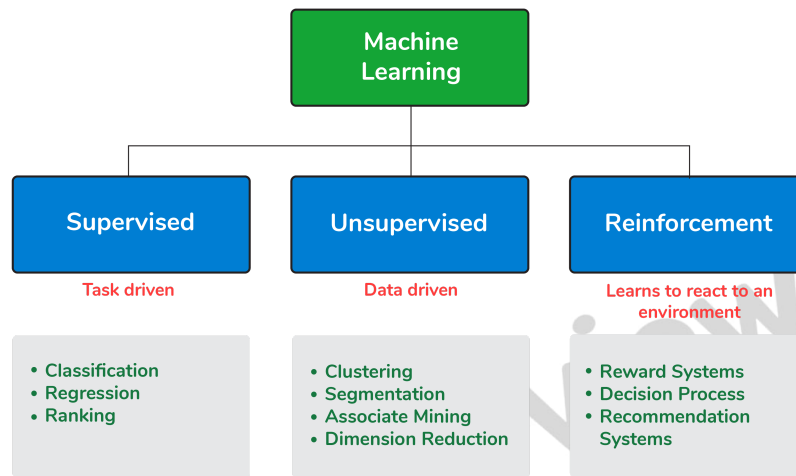 Machine
Learning
Supervised
Unsupervised
Reinforcement
Task driven
Data driven
Learns to react to an
environment
• Classification
• Regression
• Ranking
• Clustering
• Segmentation
• Associate Mining
• Dimension Reduction
• Reward Systems
• Decision Process
• Recommendation
Systems